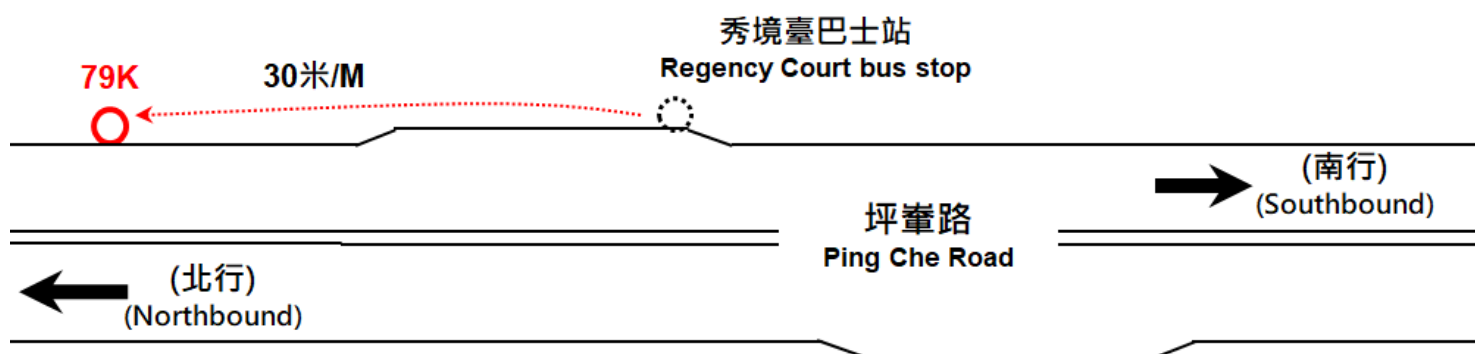 秀境臺巴士站
Regency Court bus stop
79K
30米/M
(南行)
(Southbound)
坪輋路
Ping Che Road
(北行)
(Northbound)